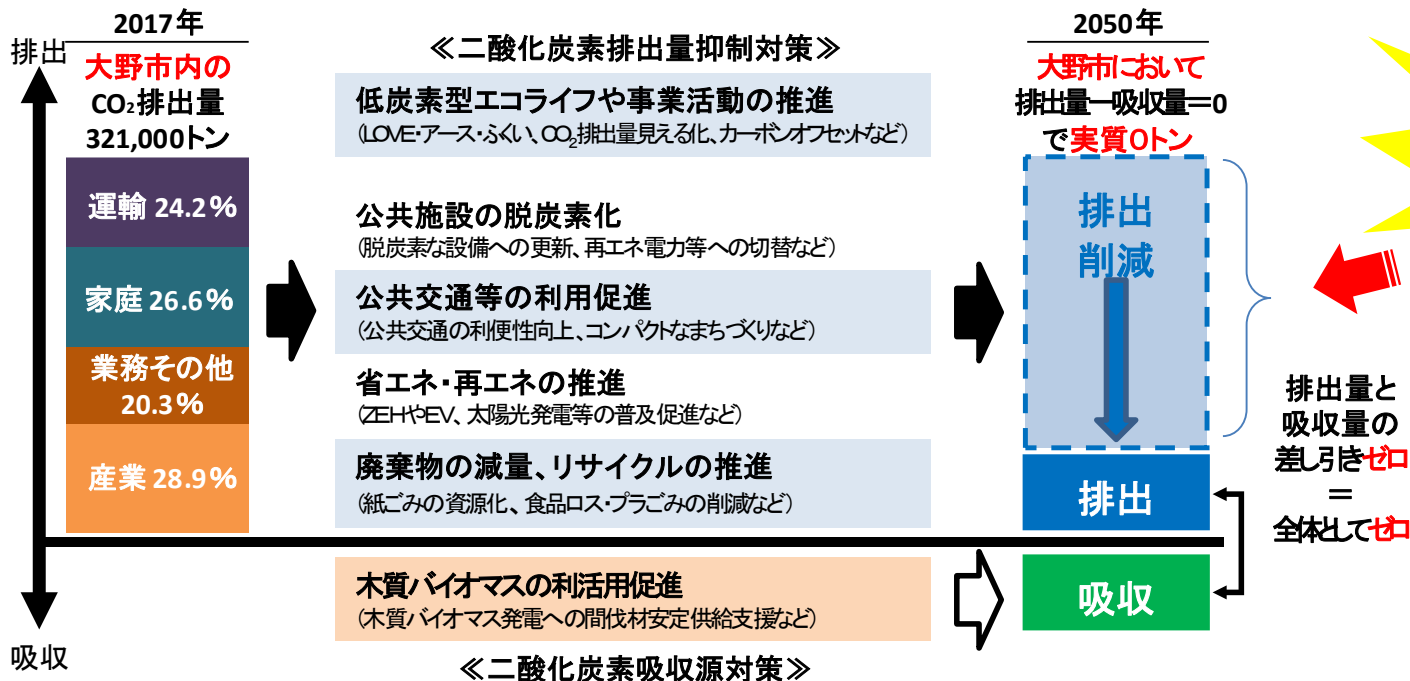 排出
2017年
大野市内の
CO₂排出量
321,000トン
運輸 24.2%
家庭 26.6%
業務その他
20.3%
産業 28.9%
吸収
≪二酸化炭素排出量抑制対策≫
低炭素型エコライフや事業活動の推進
(LOVE・アース・ふくい、CO₂排出量見える化、カーボンオフセットなど)
公共施設の脱炭素化
(脱炭素な設備への更新、再エネ電力等への切替など)
公共交通等の利用促進
(公共交通の利便性向上、コンパクトなまちづくりなど)
省エネ・再エネの推進
(ZEHやEV、太陽光発電等の普及促進など)
廃棄物の減量、リサイクルの推進
(紙ごみの資源化、食品ロス・プラごみの削減など)
木質バイオマスの利活用促進
(木質バイオマス発電への間伐材安定供給支援など)
≪二酸化炭素吸収源対策≫
2050年
大野市において
排出量ー吸収量=0
で実質0トン
排出
削減
排出
吸収
排出量と
吸収量の
差し引きゼロ
=
全体としてゼロ